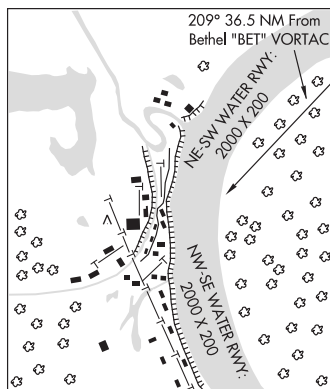 209° 36.5 NM From
Bethel "BET" VORTAC
NE-SW WATER RWY:
2000 X 200
NW-SE WATER RWY:
2000 X 200